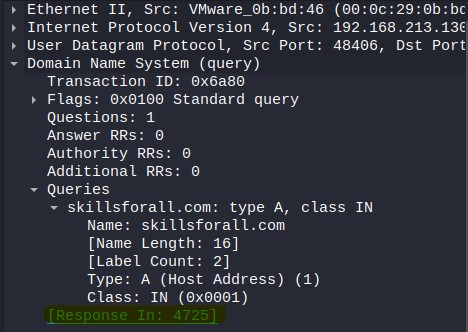 Ethernet II, Src: VMware_0b:bd:46 (00:0c:29:0b:bd
Internet Protocol Version 4, Src: 192.168.213.130
User Datagram Protocol, Src Port: 48406, Dst Port
Domain Name System (query)
Transaction ID: 0x6a80
Flags: 0x0100 Standard query
Questions: 1
Answer RRs: 0
Authority RRs: 0
Additional RRs: 0
Queries
skillsforall.com: type A, class IN
Name: skillsforall.com
[Name Length: 16]
[Label Count: 2]
Type: A (Host Address) (1)
Class: IN (0x0001)
[Response In: 4725]